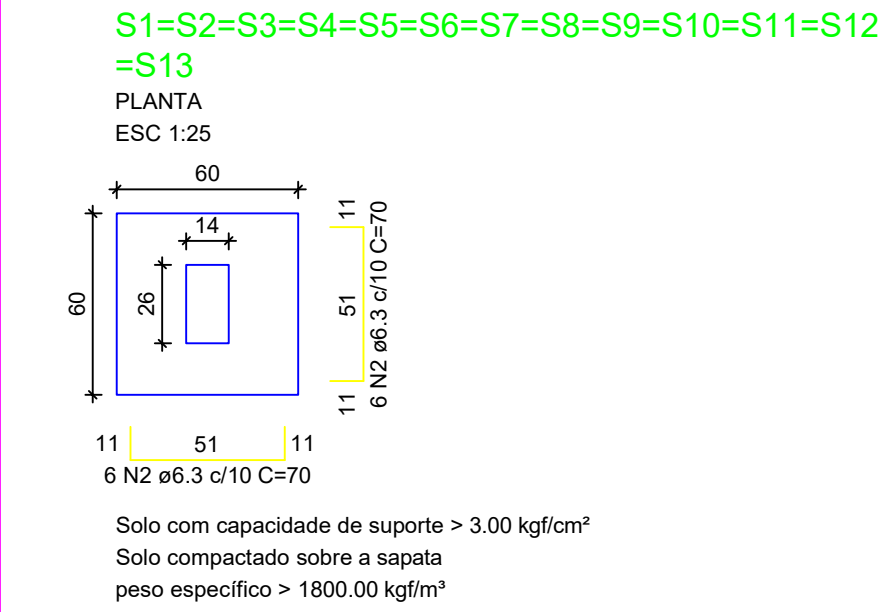 S1=S2=S3=S4=S5=S6=S7=S8=S9=S10=S11=S12
=S13
PLANTA
ESC 1:25
60
14
26
60
11
51
11
6 N2 ø6.3 c/10 C=70
11
51
11
6 N2 ø6.3 c/10 C=70
Solo com capacidade de suporte > 3.00 kgf/cm²
Solo compactado sobre a sapata
peso específico > 1800.00 kgf/m³